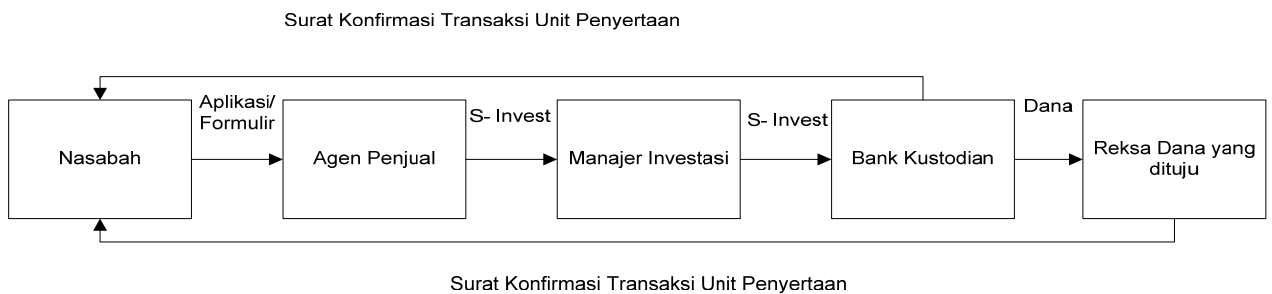 Surat Konfirmasi Transaksi Unit Penyertaan
Nasabah
Aplikasi/
Formulir
Agen Penjual
S- Invest
Manajer Investasi
S- Invest
Bank Kustodian
Dana
Reksa Dana yang
dituju
Surat Konfirmasi Transaksi Unit Penyertaan